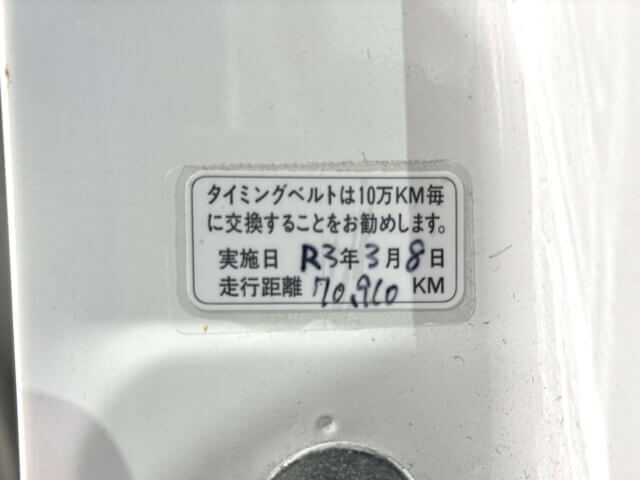 タイミングベルトは10万KM毎
に交換することをお勧めします。
実施日 R3年3月8日
走行距離 70,910 KM